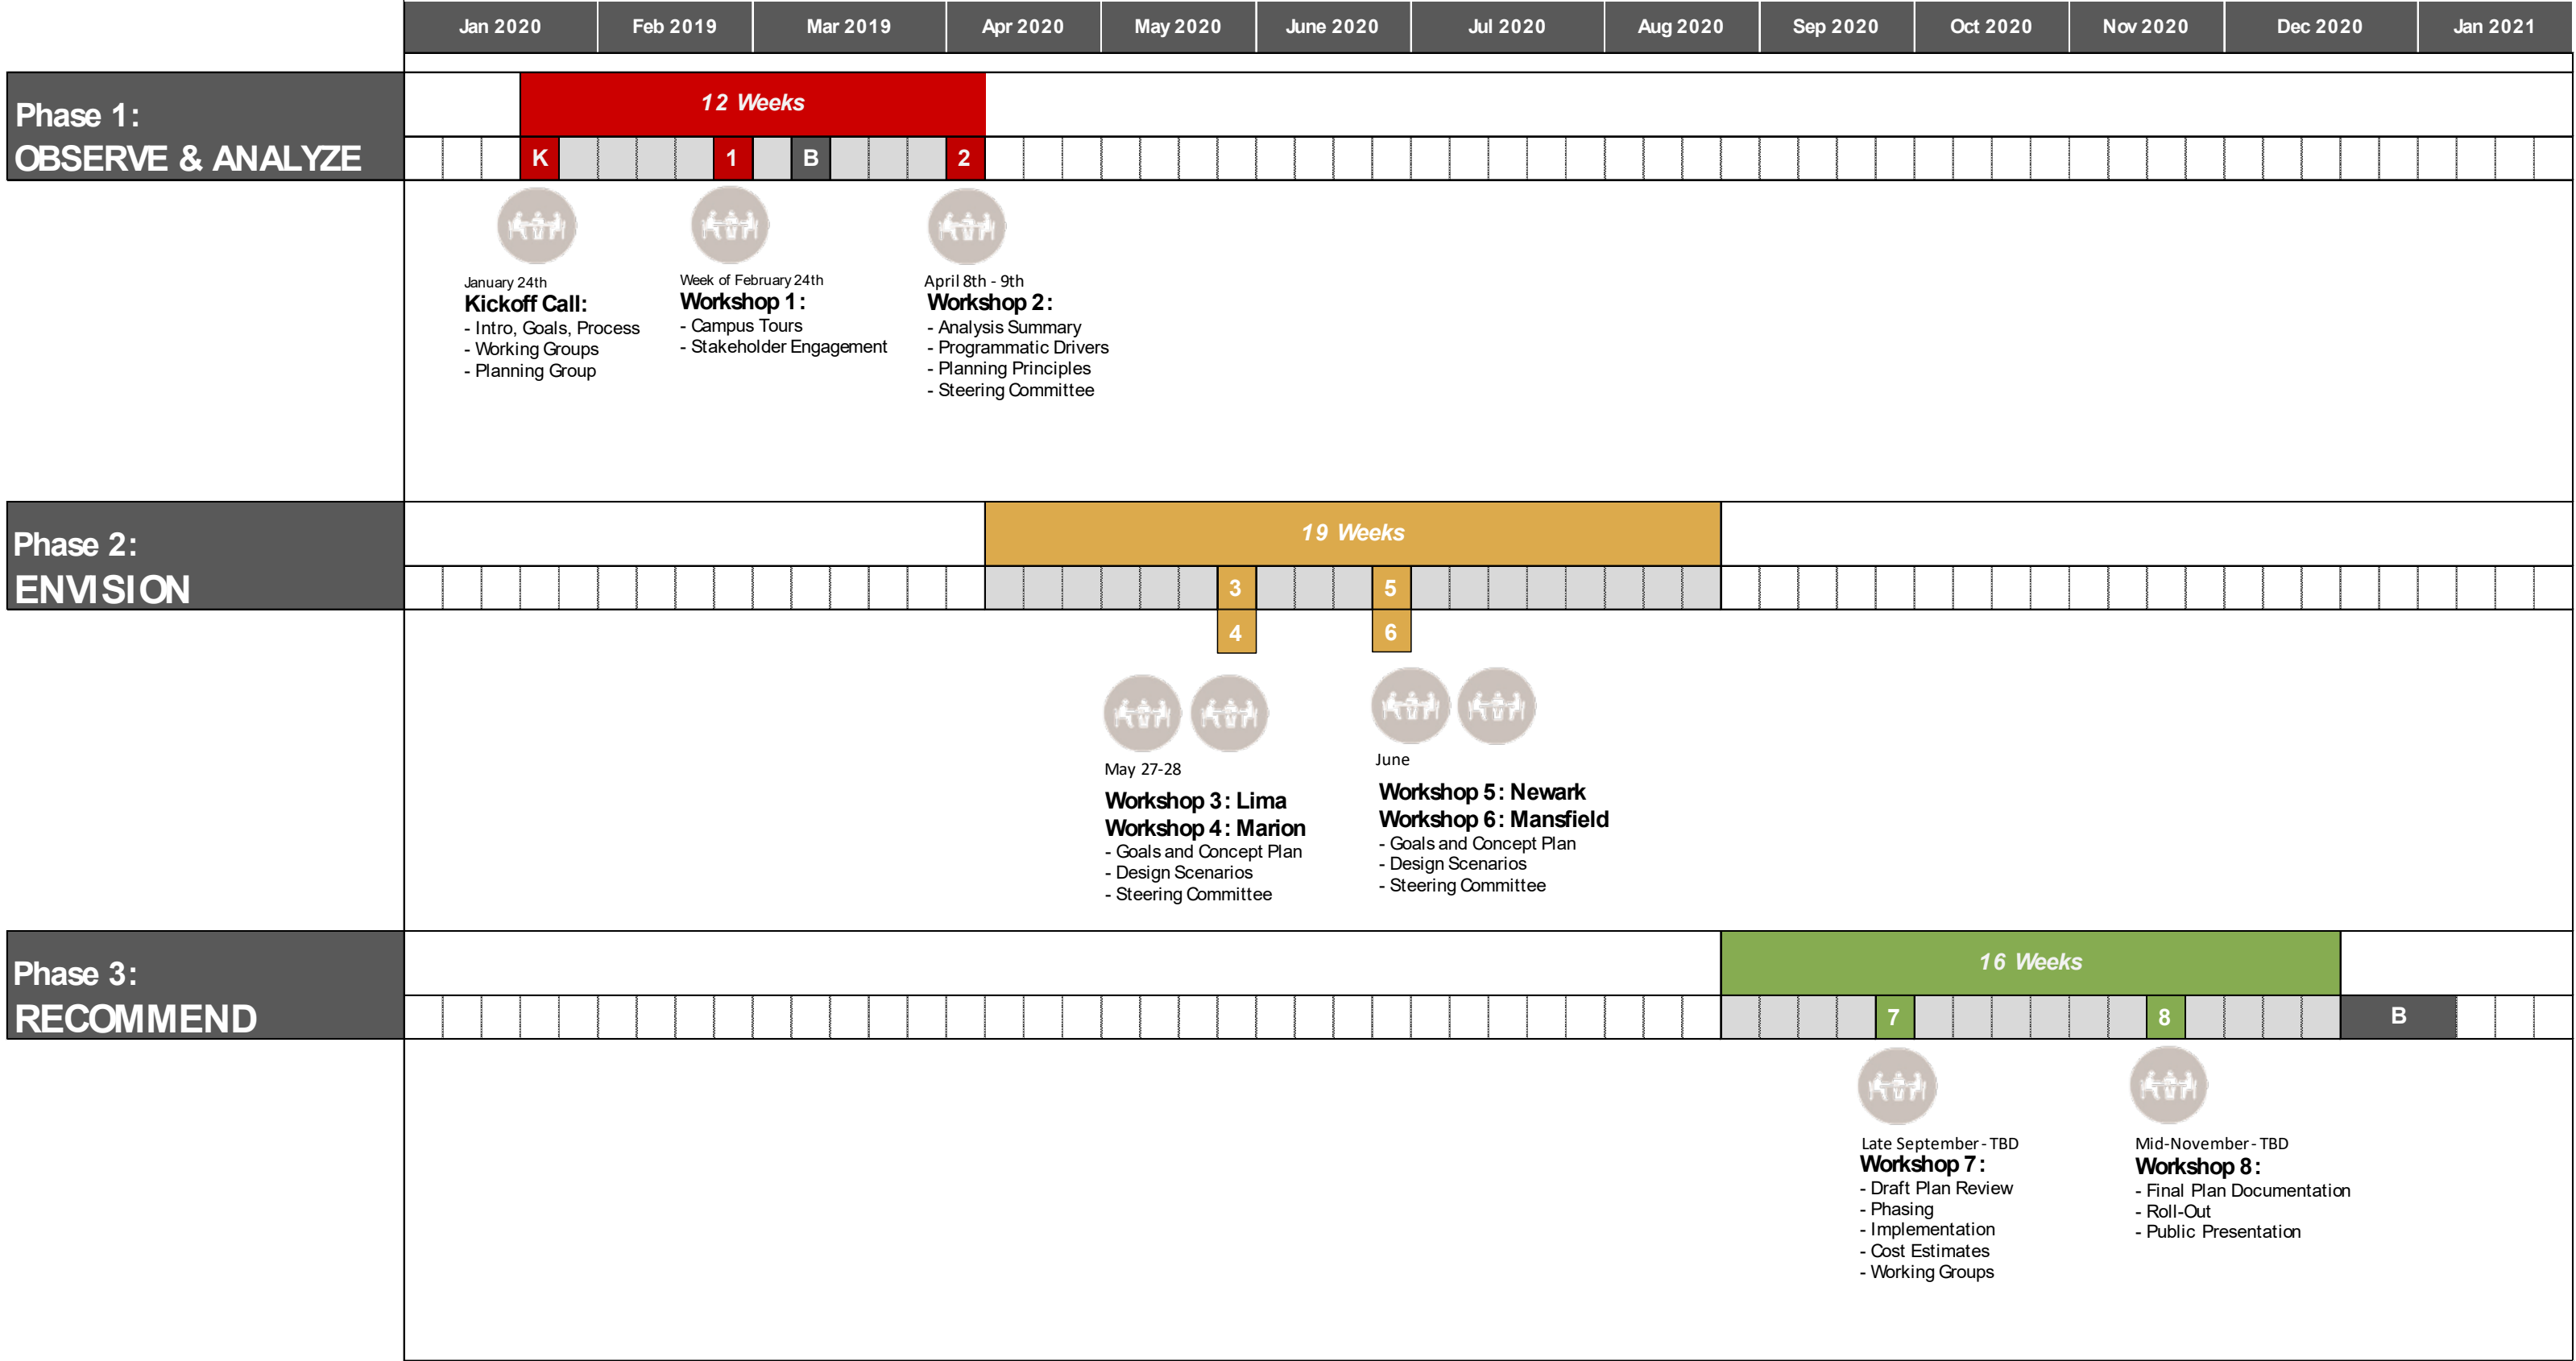 Jan 2020 Feb 2019 Mar 2019 Apr 2020 May 2020 June 2020 Jul 2020 Aug 2020 Sep 2020 Oct 2020 Nov 2020 Dec 2020 Jan 2021
Phase 1:
OBSERVE & ANALYZE
12 Weeks
K 1 B 2
January 24th
Kickoff Call:
- Intro, Goals, Process
- Working Groups
- Planning Group
Week of February 24th
Workshop 1:
- Campus Tours
- Stakeholder Engagement
April 8th - 9th
Workshop 2:
- Analysis Summary
- Programmatic Drivers
- Planning Principles
- Steering Committee
Phase 2:
ENVISION
19 Weeks
3 5
4 6
May 27-28
Workshop 3: Lima
Workshop 4: Marion
- Goals and Concept Plan
- Design Scenarios
- Steering Committee
June
Workshop 5: Newark
Workshop 6: Mansfield
- Goals and Concept Plan
- Design Scenarios
- Steering Committee
Phase 3:
RECOMMEND
16 Weeks
7 8 B
Late September - TBD
Workshop 7:
- Draft Plan Review
- Phasing
- Implementation
- Cost Estimates
- Working Groups
Mid-November - TBD
Workshop 8:
- Final Plan Documentation
- Roll-Out
- Public Presentation